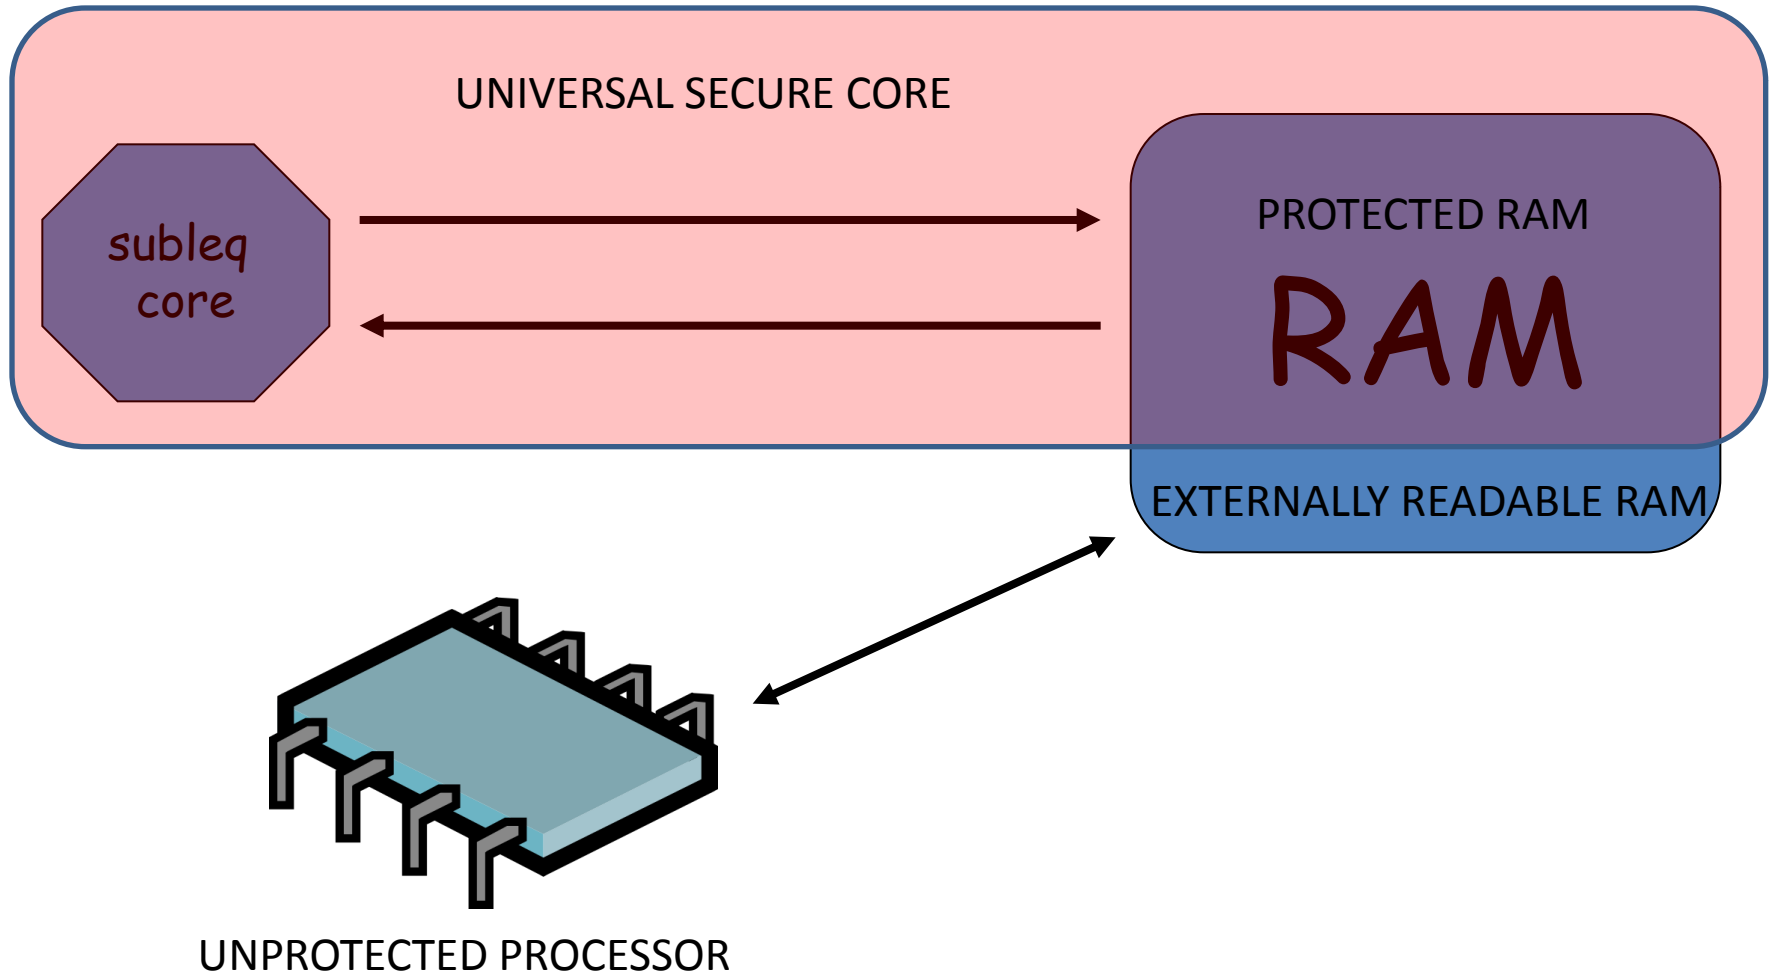 UNIVERSAL SECURE CORE
subleq
core
PROTECTED RAM
RAM
EXTERNALLY READABLE RAM
UNPROTECTED PROCESSOR